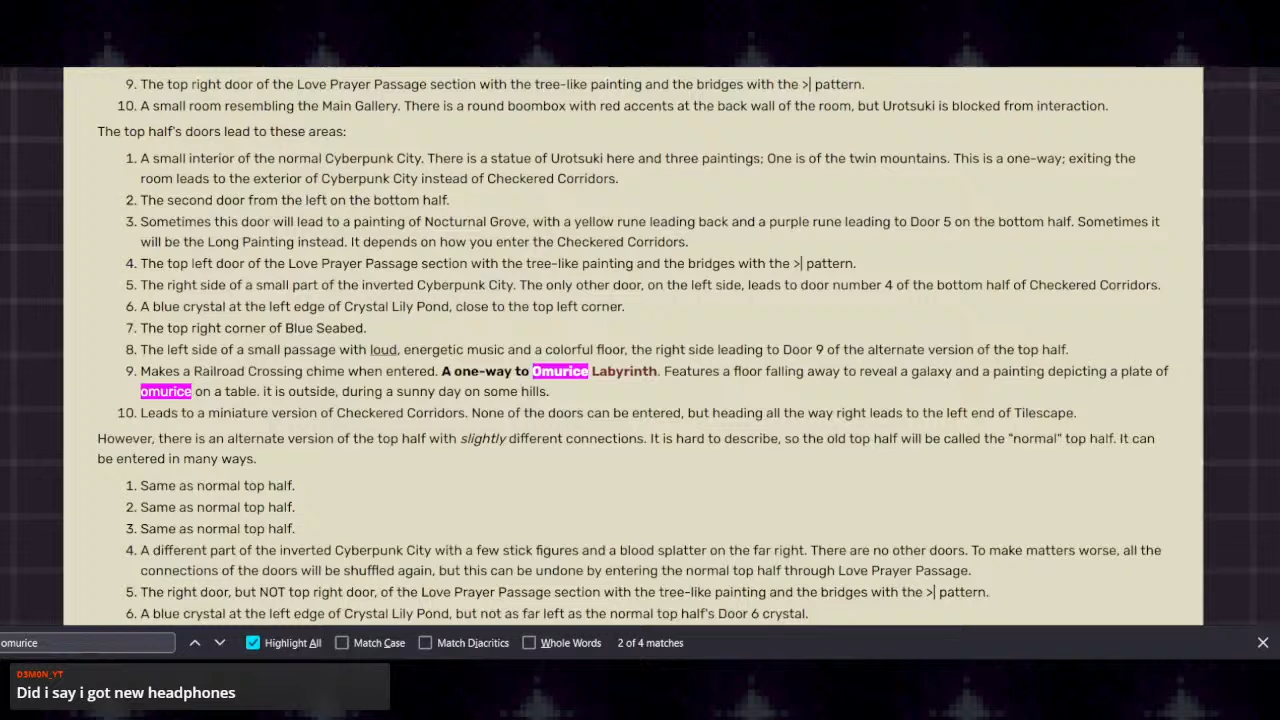 9. The top right door of the Love Prayer Passage section with the tree-like painting and the bridges with the >| pattern.
10. A small room resembling the Main Gallery. There is a round boombox with red accents at the back wall of the room, but Urotsuki is blocked from interaction.
The top half's doors lead to these areas:
1. A small interior of the normal Cyberpunk City. There is a statue of Urotsuki here and three paintings; One is of the twin mountains. This is a one-way; exiting the
room leads to the exterior of Cyberpunk City instead of Checkered Corridors.
2. The second door from the left on the bottom half.
3. Sometimes this door will lead to a painting of Nocturnal Grove, with a yellow rune leading back and a purple rune leading to Door 5 on the bottom half. Sometimes it
will be the Long Painting instead. It depends on how you enter the Checkered Corridors.
4. The top left door of the Love Prayer Passage section with the tree-like painting and the bridges with the >| pattern.
5. The right side of a small part of the inverted Cyberpunk City. The only other door, on the left side, leads to door number 4 of the bottom half of Checkered Corridors.
6. A blue crystal at the left edge of Crystal Lily Pond, close to the top left corner.
7. The top right corner of Blue Seabed.
8. The left side of a small passage with loud, energetic music and a colorful floor, the right side leading to Door 9 of the alternate version of the top half.
9. Makes a Railroad Crossing chime when entered. A one-way to Omurice Labyrinth. Features a floor falling away to reveal a galaxy and a painting depicting a plate of
omurice on a table. it is outside, during a sunny day on some hills.
10. Leads to a miniature version of Checkered Corridors. None of the doors can be entered, but heading all the way right leads to the left end of Tilescape.
However, there is an alternate version of the top half with slightly different connections. It is hard to describe, so the old top half will be called the "normal" top half. It can
be entered in many ways.
1. Same as normal top half.
2. Same as normal top half.
3. Same as normal top half.
4. A different part of the inverted Cyberpunk City with a few stick figures and a blood splatter on the far right. There are no other doors. To make matters worse, all the
connections of the doors will be shuffled again, but this can be undone by entering the normal top half through Love Prayer Passage.
5. The right door, but NOT top right door, of the Love Prayer Passage section with the tree-like painting and the bridges with the >| pattern.
6. A blue crystal at the left edge of Crystal Lily Pond, but not as far left as the normal top half's Door 6 crystal.
omurice Highlight All Match Case Match Diacritics Whole Words 2 of 4 matches
D3M0N_YT
Did i say i got new headphones